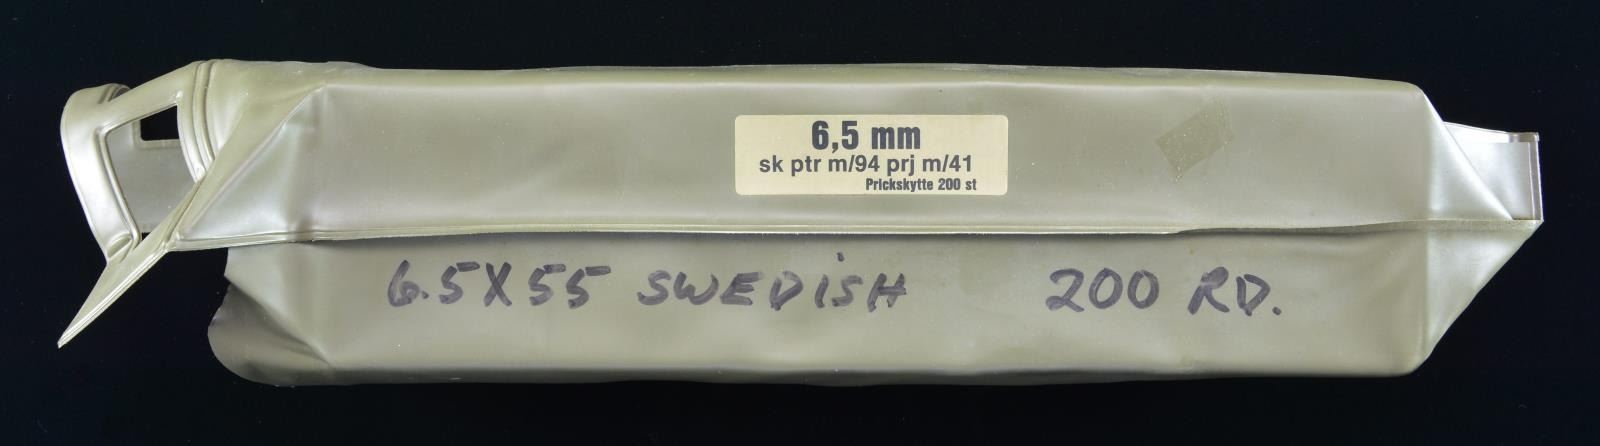 6,5 mm
sk ptr m/94 prj m/41
Prickskytte 200 st
6.5X55 SWEDiSH 200 RD.